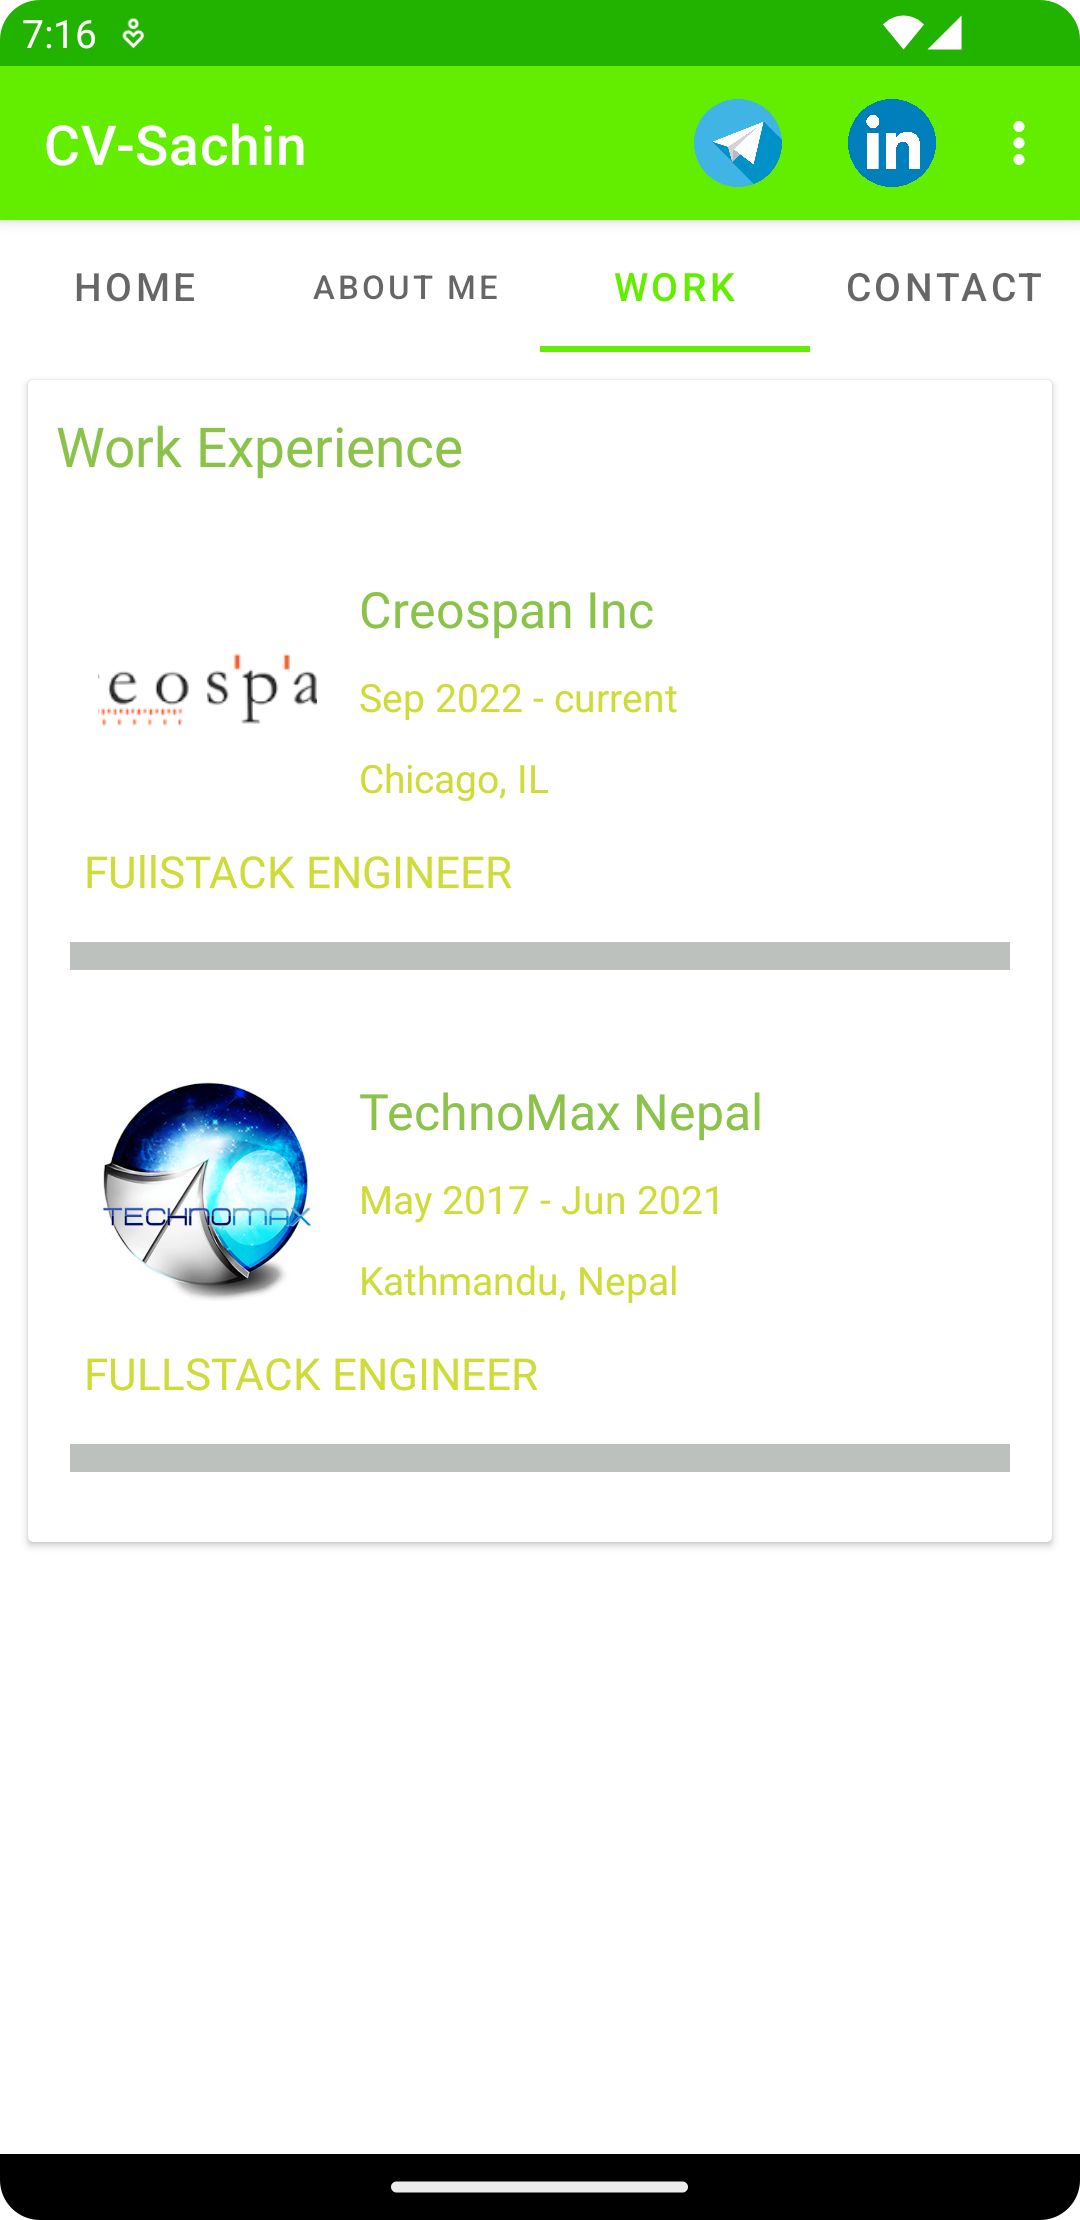 7:16
CV-Sachin
in
HOME ABOUT ME WORK CONTACT
Work Experience
Creospan Inc
eospa
Sep 2022 - current
Chicago, IL
FUllSTACK ENGINEER
TechnoMax Nepal
TECHNOMAX
May 2017 - Jun 2021
Kathmandu, Nepal
FULLSTACK ENGINEER